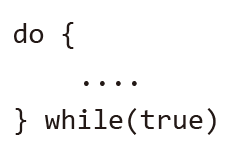 do {
    ....
} while(true)